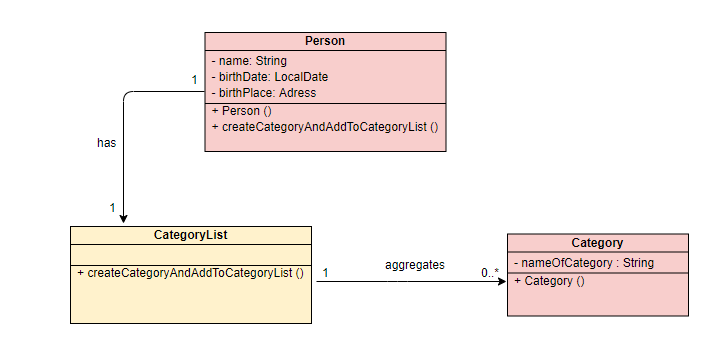 Person
- name: String
- birthDate: LocalDate
- birthPlace: Adress
+ Person ()
+ createCategoryAndAddToCategoryList ()
1
has
1
CategoryList
+ createCategoryAndAddToCategoryList ()
1
aggregates
0..*
Category
- nameOfCategory : String
+ Category ()